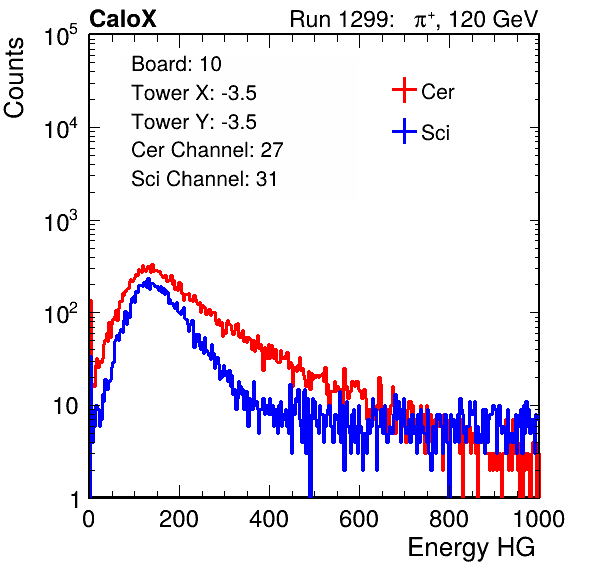 CaloX Run 1299: π⁺, 120 GeV
Counts
Board: 10
Tower X: -3.5
Tower Y: -3.5
Cer Channel: 27
Sci Channel: 31
Cer
Sci
10⁵
10⁴
10³
10²
10
1
0 200 400 600 800 1000
Energy HG